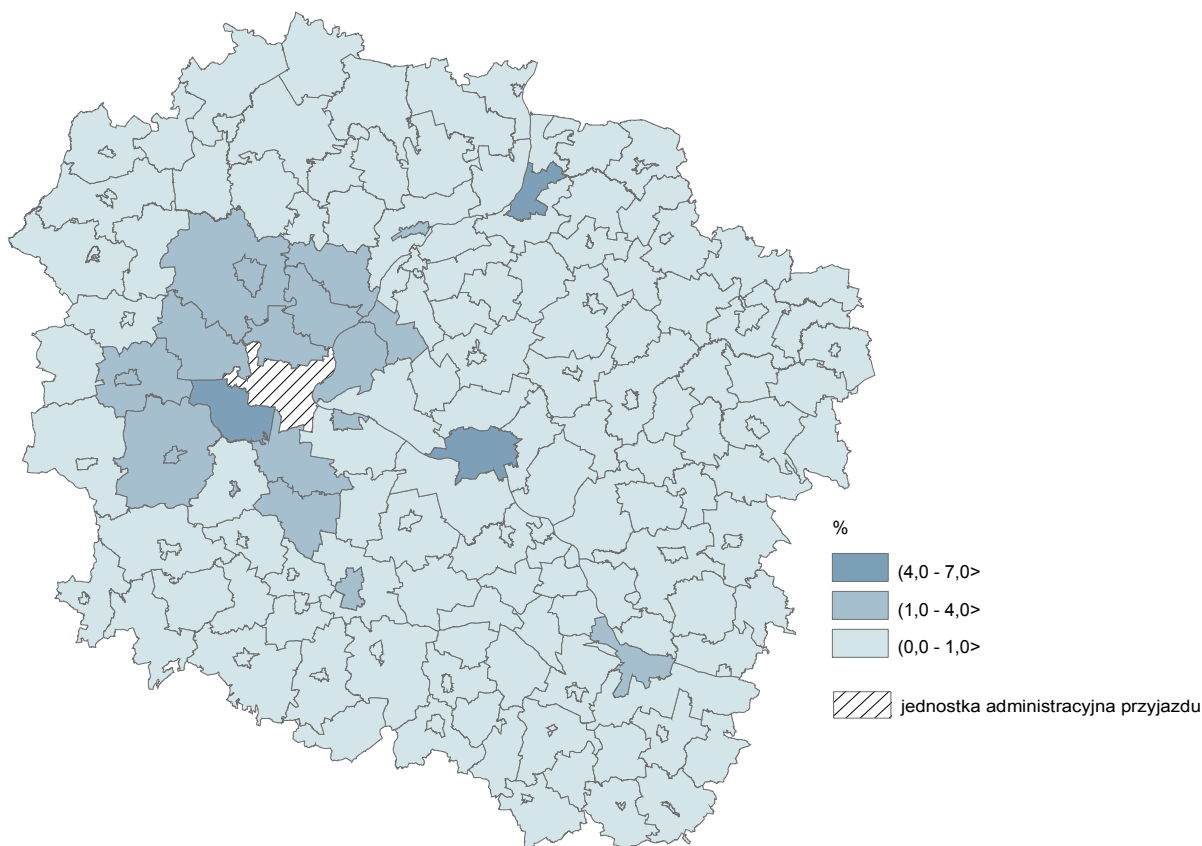 %
(4,0 - 7,0>
(1,0 - 4,0>
(0,0 - 1,0>
jednostka administracyjna przyjazdu